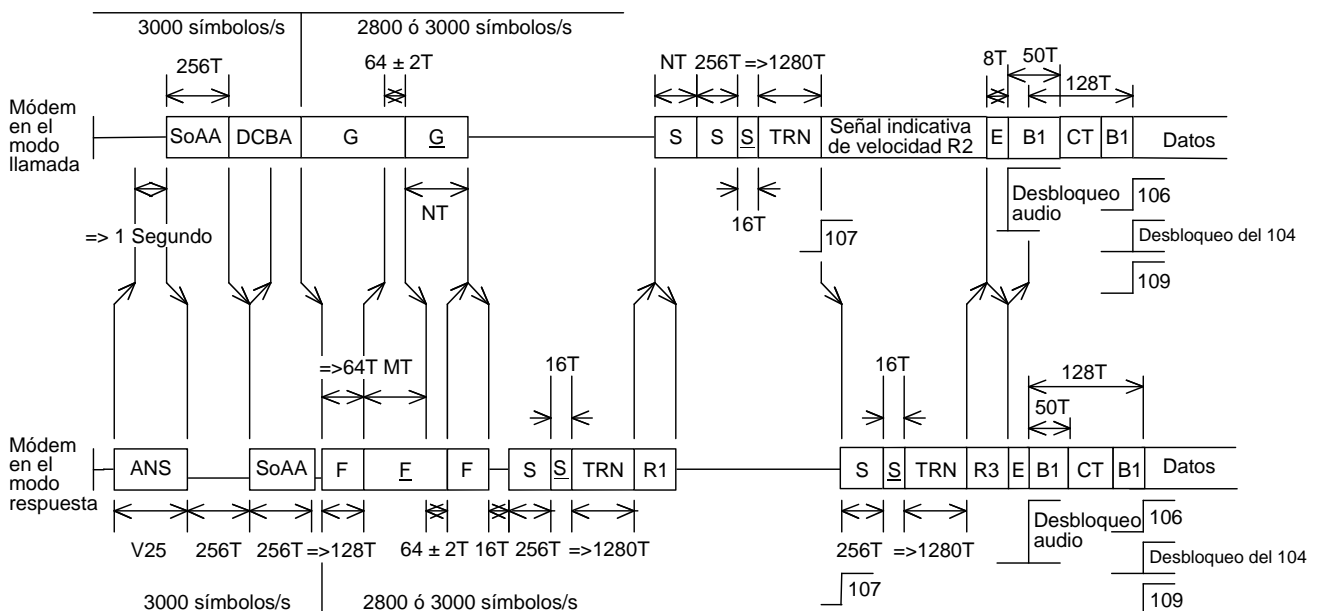 3000 símbolos/s
2800 ó 3000 símbolos/s
256T
64 ± 2T
NT
256T
=>1280T
8T
50T
128T
Módem
en el
modo
llamada
SoAA
DCBA
G
G
S
S
S
TRN
Señal indicativa
de velocidad R2
E
B1
CT
B1
Datos
=> 1 Segundo
NT
16T
107
Desbloqueo
audio
106
Desbloqueo del 104
109
=>64T
MT
16T
16T
128T
50T
Módem
en el
modo
respuesta
ANS
SoAA
F
F
F
S
S
TRN
R1
S
S
TRN
R3
E
B1
CT
B1
Datos
V25
256T
256T
=>128T
64 ± 2T
16T
256T
=>1280T
256T
=>1280T
Desbloqueo
audio
106
Desbloqueo del 104
109
107
3000 símbolos/s
2800 ó 3000 símbolos/s